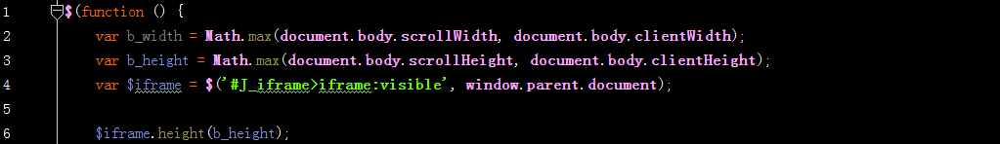 1 $(function () {
2 var b_width = Math.max(document.body.scrollWidth, document.body.clientWidth);
3 var b_height = Math.max(document.body.scrollHeight, document.body.clientHeight);
4 var $iframe = $('#J_iframe>iframe:visible', window.parent.document);
5
6 $iframe.height(b_height);